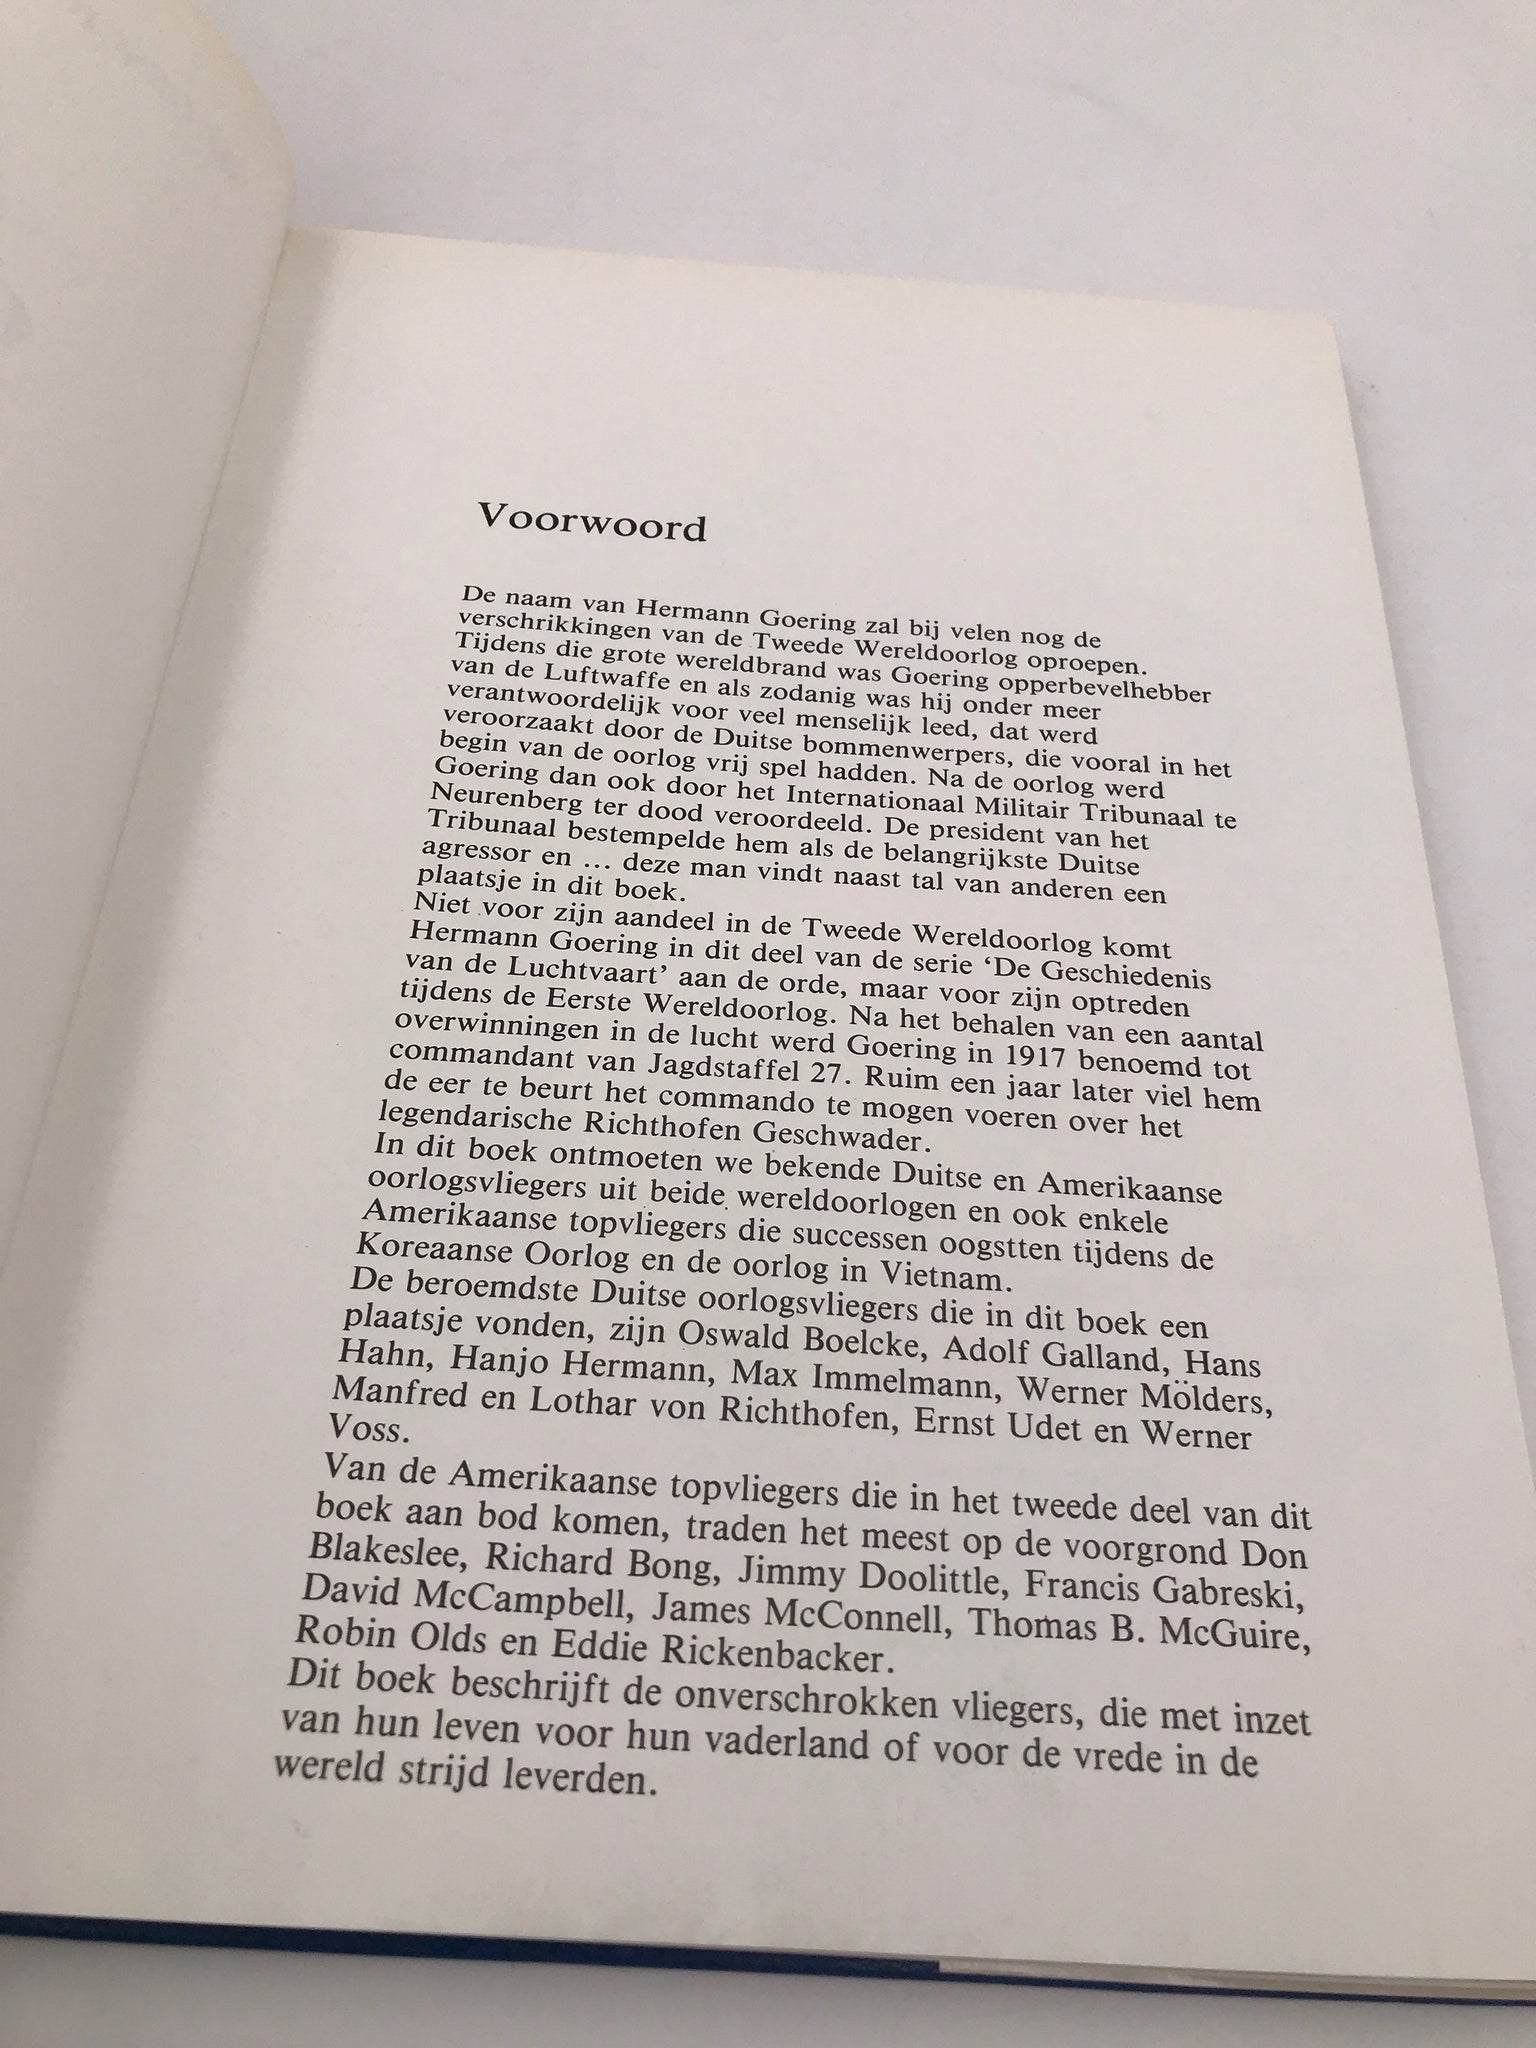 Voorwoord
De naam van Hermann Goering zal bij velen nog de
verschrikkingen van de Tweede Wereldoorlog oproepen.
Tijdens die grote wereldbrand was Goering opperbevelhebber
van de Luftwaffe en als zodanig was hij onder meer
verantwoordelijk voor veel menselijk leed, dat werd
veroorzaakt door de Duitse bommenwerpers, die vooral in het
begin van de oorlog vrij spel hadden. Na de oorlog werd
Goering dan ook door het Internationaal Militair Tribunaal te
Neurenberg ter dood veroordeeld. De president van het
Tribunaal bestempelde hem als de belangrijkste Duitse
agressor en ... deze man vindt naast tal van anderen een
plaatsje in dit boek.
Niet voor zijn aandeel in de Tweede Wereldoorlog komt
Hermann Goering in dit deel van de serie ‘De Geschiedenis
van de Luchtvaart’ aan de orde, maar voor zijn optreden
tijdens de Eerste Wereldoorlog. Na het behalen van een aantal
overwinningen in de lucht werd Goering in 1917 benoemd tot
commandant van Jagdstaffel 27. Ruim een jaar later viel hem
de eer te beurt het commando te mogen voeren over het
legendarische Richthofen Geschwader.
In dit boek ontmoeten we bekende Duitse en Amerikaanse
oorlogsvliegers uit beide wereldoorlogen en ook enkele
Amerikaanse topvliegers die successen oogstten tijdens de
Koreaanse Oorlog en de oorlog in Vietnam.
De beroemdste Duitse oorlogsvliegers die in dit boek een
plaatsje vonden, zijn Oswald Boelcke, Adolf Galland, Hans
Hahn, Hanjo Hermann, Max Immelmann, Werner Mölders,
Manfred en Lothar von Richthofen, Ernst Udet en Werner
Voss.
Van de Amerikaanse topvliegers die in het tweede deel van dit
boek aan bod komen, traden het meest op de voorgrond Don
Blakeslee, Richard Bong, Jimmy Doolittle, Francis Gabreski,
David McCampbell, James McConnell, Thomas B. McGuire,
Robin Olds en Eddie Rickenbacker.
Dit boek beschrijft de onverschrokken vliegers, die met inzet
van hun leven voor hun vaderland of voor de vrede in de
wereld strijd leverden.